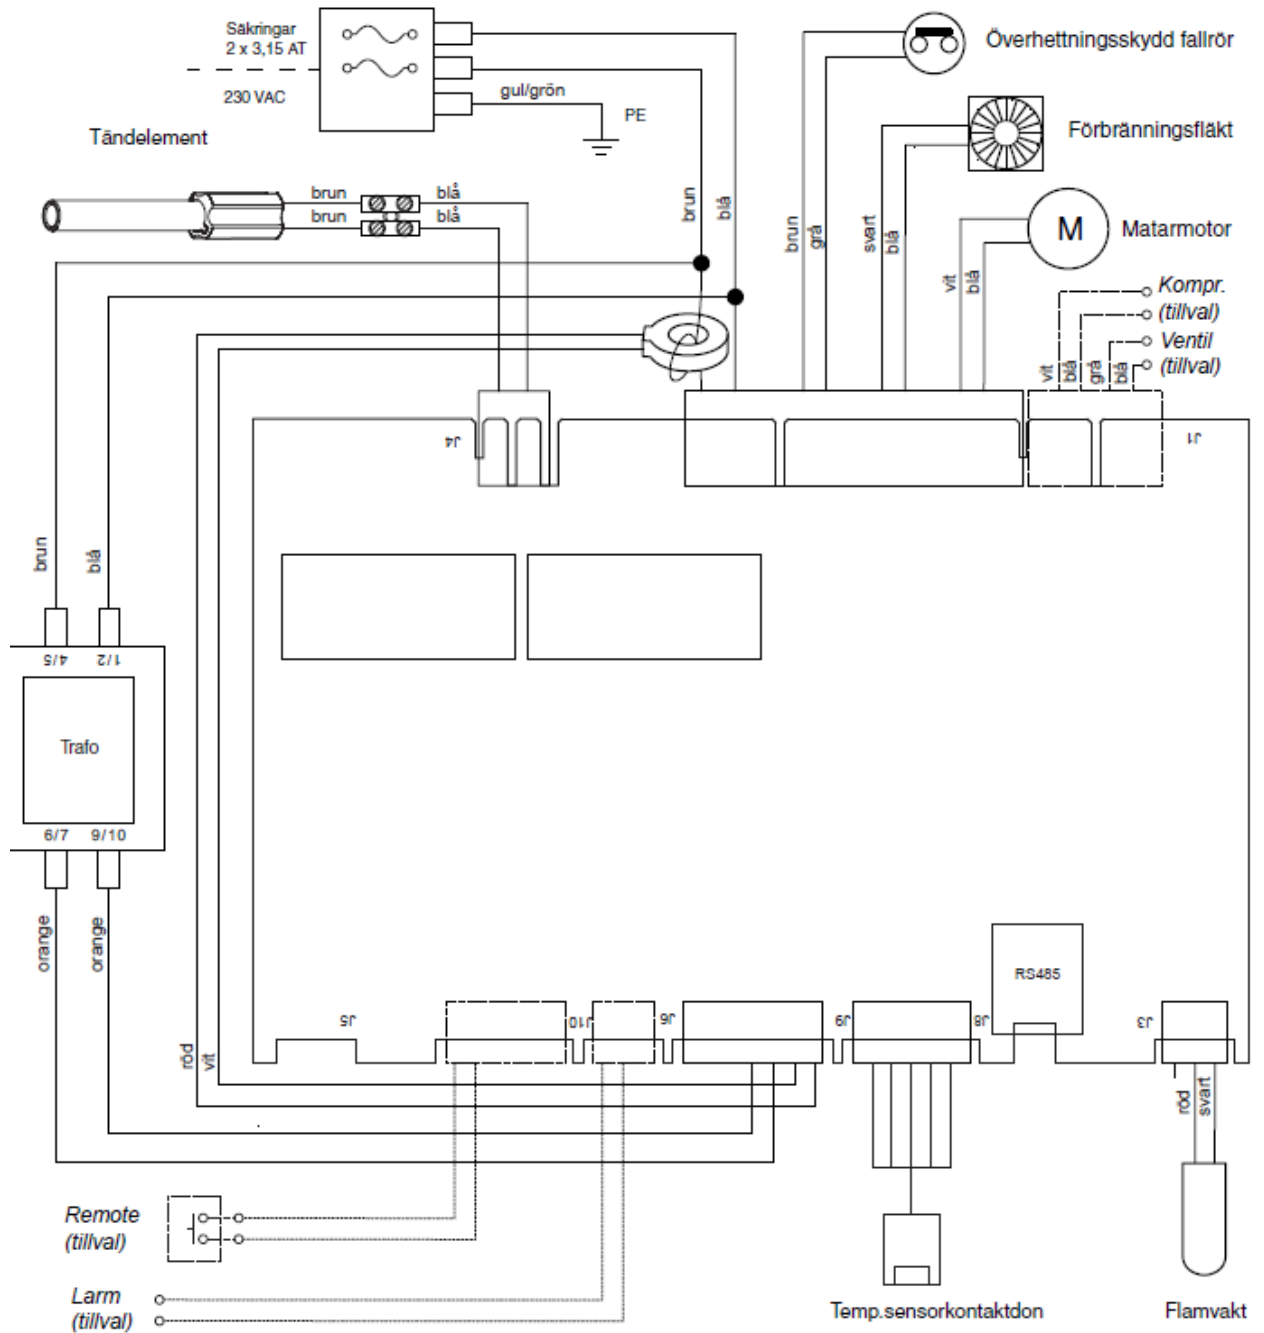 Säkringar
2 x 3,15 AT
230 VAC
gul/grön
PE
Tändelement
Överhettningsskydd fallrör
Förbränningsfläkt
M
Matarmotor
brun
blå
brun
blå
brun
blå
brun
grå
svart
blå
vit
blå
Kompr.
(tillval)
Ventil
(tillval)
vit
blå
grå
blå
J4
J1
brun
blå
4/5
1/2
Trafo
6/7
9/10
orange
orange
RS485
J5
J10
J6
J9
J8
J3
röd
vit
röd
svart
Remote
(tillval)
Larm
(tillval)
Temp.sensorkontaktdon
Flamvakt